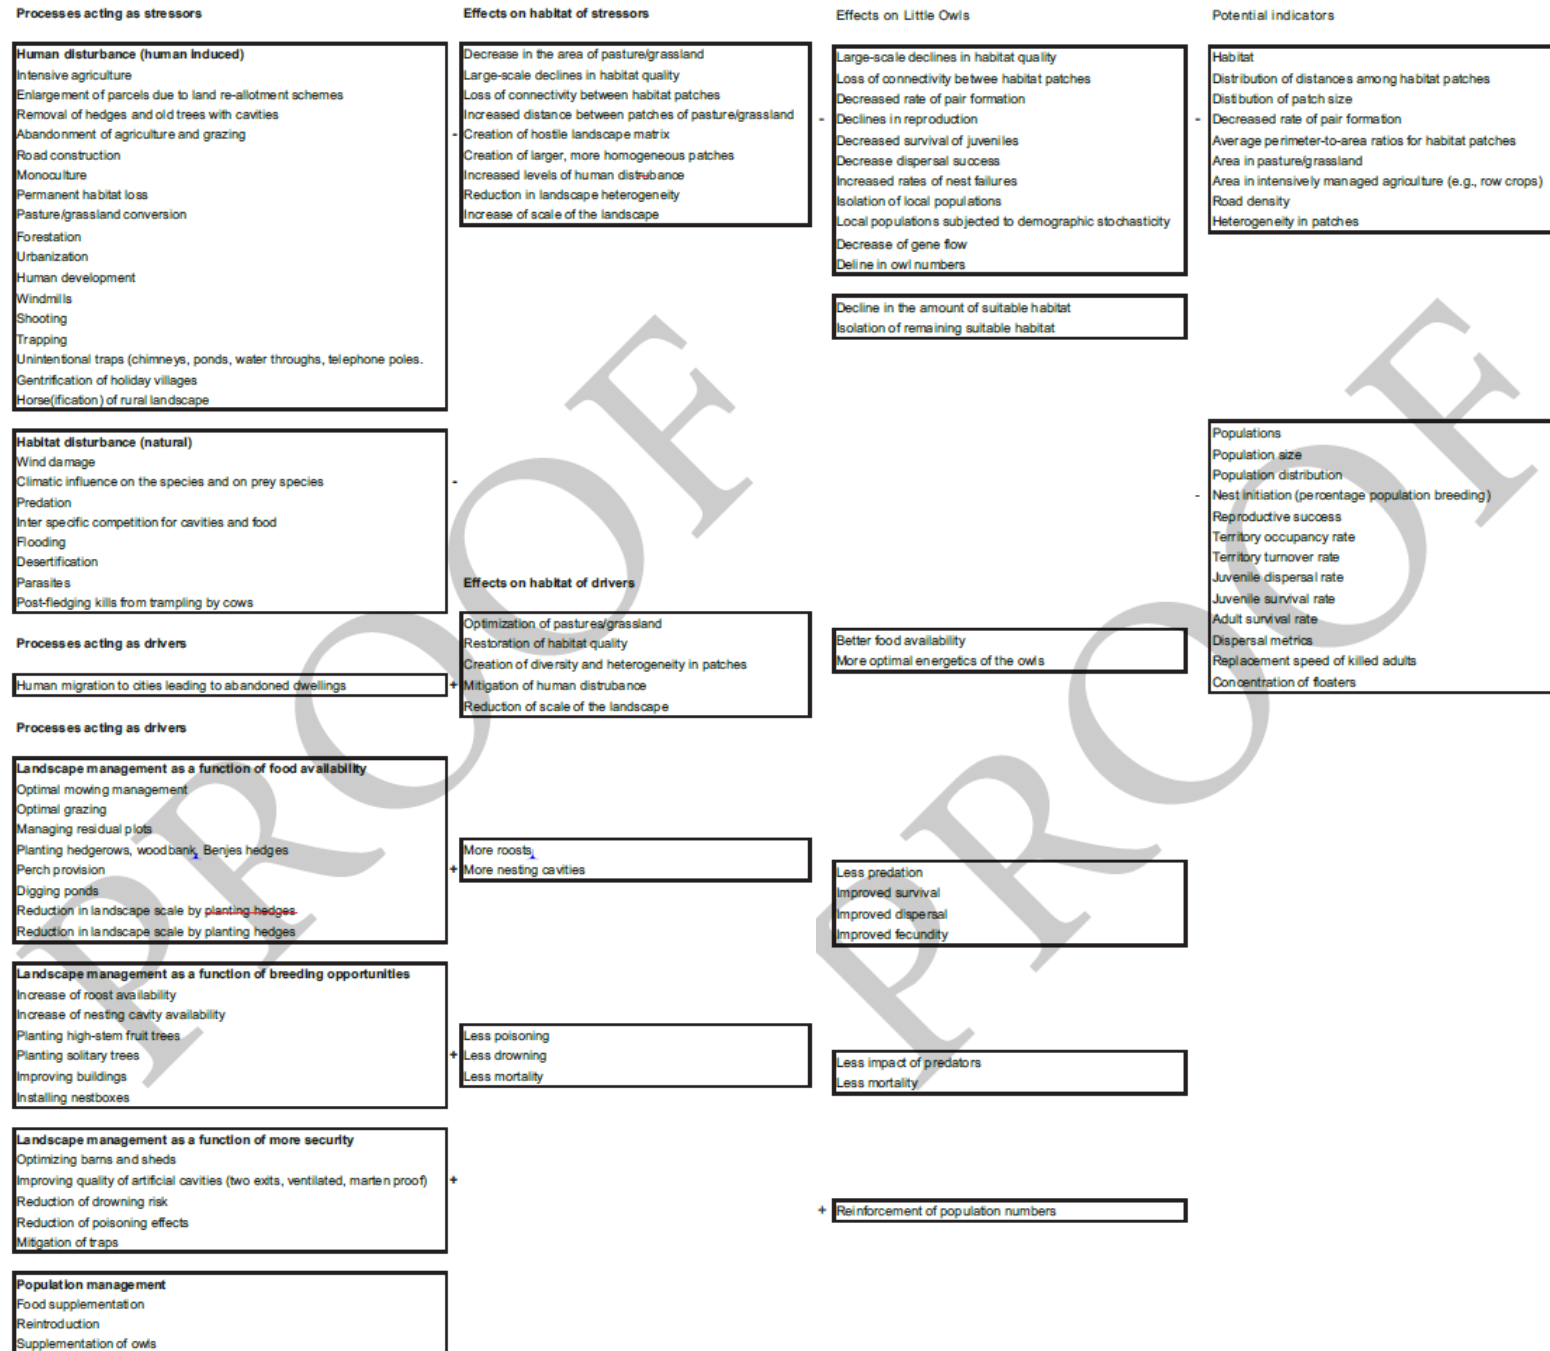 Processes acting as stressors
Human disturbance (human induced)
Intensive agriculture
Enlargement of parcels due to land re-allotment schemes
Removal of hedges and old trees with cavities
Abandonment of agriculture and grazing
Road construction
Monoculture
Permanent habitat loss
Pasture/grassland conversion
Forestation
Urbanization
Human development
Windmills
Shooting
Trapping
Unintentional traps (chimneys, ponds, water throughs, telephone poles.
Gentrification of holiday villages
Horse(ification) of rural landscape
Habitat disturbance (natural)
Wind damage
Climatic influence on the species and on prey species
Predation
Inter specific competition for cavities and food
Flooding
Desertification
Parasites
Post-fledging kills from trampling by cows
Processes acting as drivers
Human migration to cities leading to abandoned dwellings
Processes acting as drivers
Landscape management as a function of food availability
Optimal mowing management
Optimal grazing
Managing residual plots
Planting hedgerows, woodbank, Benjes hedges
Perch provision
Digging ponds
Reduction in landscape scale by planting hedges
Reduction in landscape scale by planting hedges
Landscape management as a function of breeding opportunities
Increase of roost availability
Increase of nesting cavity availability
Planting high-stem fruit trees
Planting solitary trees
Improving buildings
Installing nestboxes
Landscape management as a function of more security
Optimizing barns and sheds
Improving quality of artificial cavities (two exits, ventilated, marten proof)
Reduction of drowning risk
Reduction of poisoning effects
Mitigation of traps
Population management
Food supplementation
Reintroduction
Supplementation of owls
-
-
+
+
+
+
Effects on habitat of stressors
Decrease in the area of pasture/grassland
Large-scale declines in habitat quality
Loss of connectivity between habitat patches
Increased distance between patches of pasture/grassland
Creation of hostile landscape matrix
Creation of larger, more homogeneous patches
Increased levels of human distrubance
Reduction in landscape heterogeneity
Increase of scale of the landscape
Effects on habitat of drivers
Optimization of pastures/grassland
Restoration of habitat quality
Creation of diversity and heterogeneity in patches
Mitigation of human distrubance
Reduction of scale of the landscape
More roosts,
More nesting cavities
Less poisoning
Less drowning
Less mortality
-
+
Effects on Little Owls
Large-scale declines in habitat quality
Loss of connectivity betwee habitat patches
Decreased rate of pair formation
Declines in reproduction
Decreased survival of juveniles
Decrease dispersal success
Increased rates of nest failures
Isolation of local populations
Local populations subjected to demographic stochasticity
Decrease of gene flow
Deline in owl numbers
Decline in the amount of suitable habitat
Isolation of remaining suitable habitat
Better food availability
More optimal energetics of the owls
Less predation
Improved survival
Improved dispersal
Improved fecundity
Less impact of predators
Less mortality
Reinforcement of population numbers
-
-
Potential indicators
Habitat
Distribution of distances among habitat patches
Distibution of patch size
Decreased rate of pair formation
Average perimeter-to-area ratios for habitat patches
Area in pasture/grassland
Area in intensively managed agriculture (e.g., row crops)
Road density
Heterogeneity in patches
Populations
Population size
Population distribution
Nest initiation (percentage population breeding)
Reproductive success
Territory occupancy rate
Territory turnover rate
Juvenile dispersal rate
Juvenile survival rate
Adult survival rate
Dispersal metrics
Replacement speed of killed adults
Concentration of floaters
PROOF
PROOF